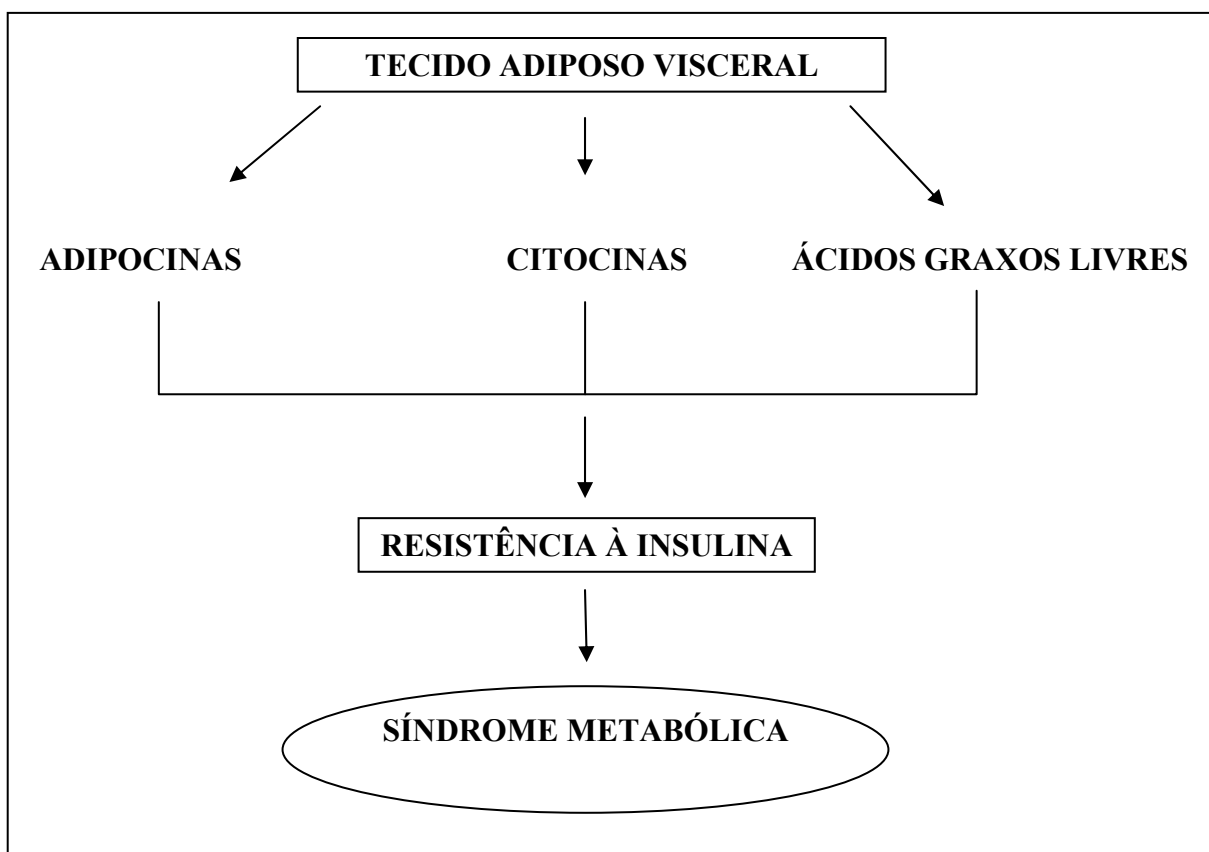 TECIDO ADIPOSO VISCERAL
ADIPOCINAS
CITOCINAS
ÁCIDOS GRAXOS LIVRES
RESISTÊNCIA À INSULINA
SÍNDROME METABÓLICA